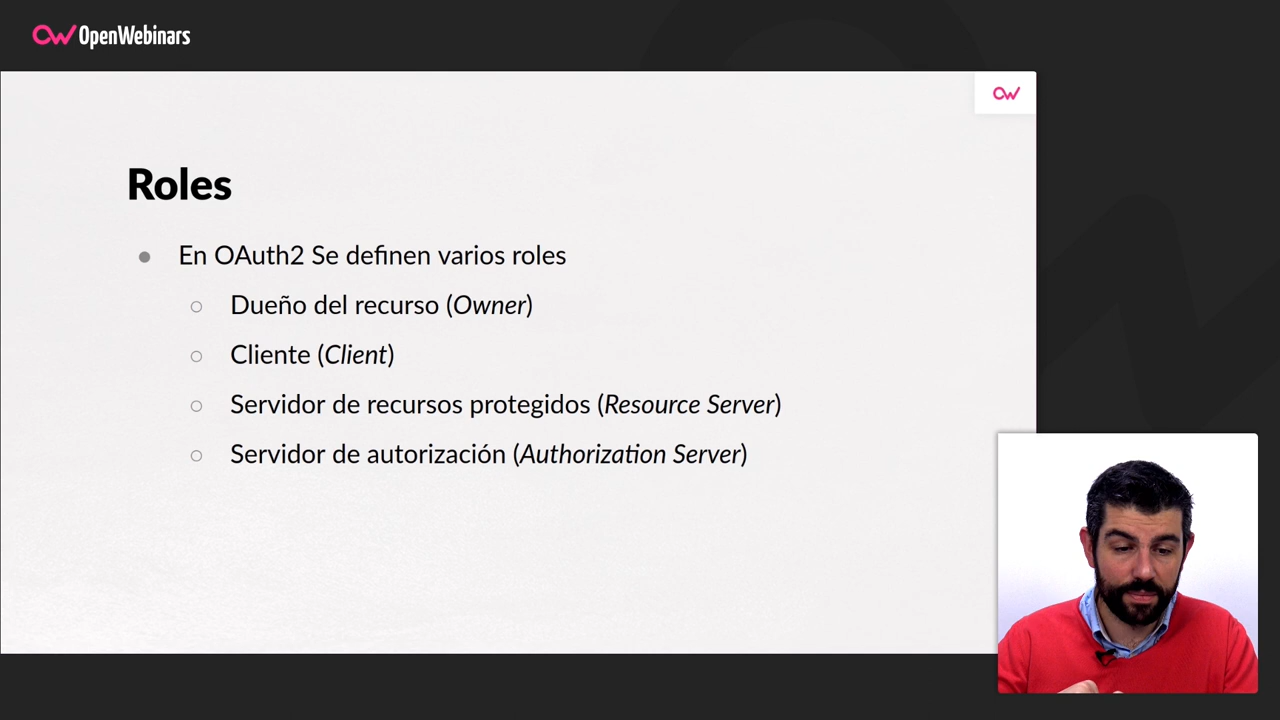 OpenWebinars
Roles
En OAuth2 Se definen varios roles
Dueño del recurso (Owner)
Cliente (Client)
Servidor de recursos protegidos (Resource Server)
Servidor de autorización (Authorization Server)